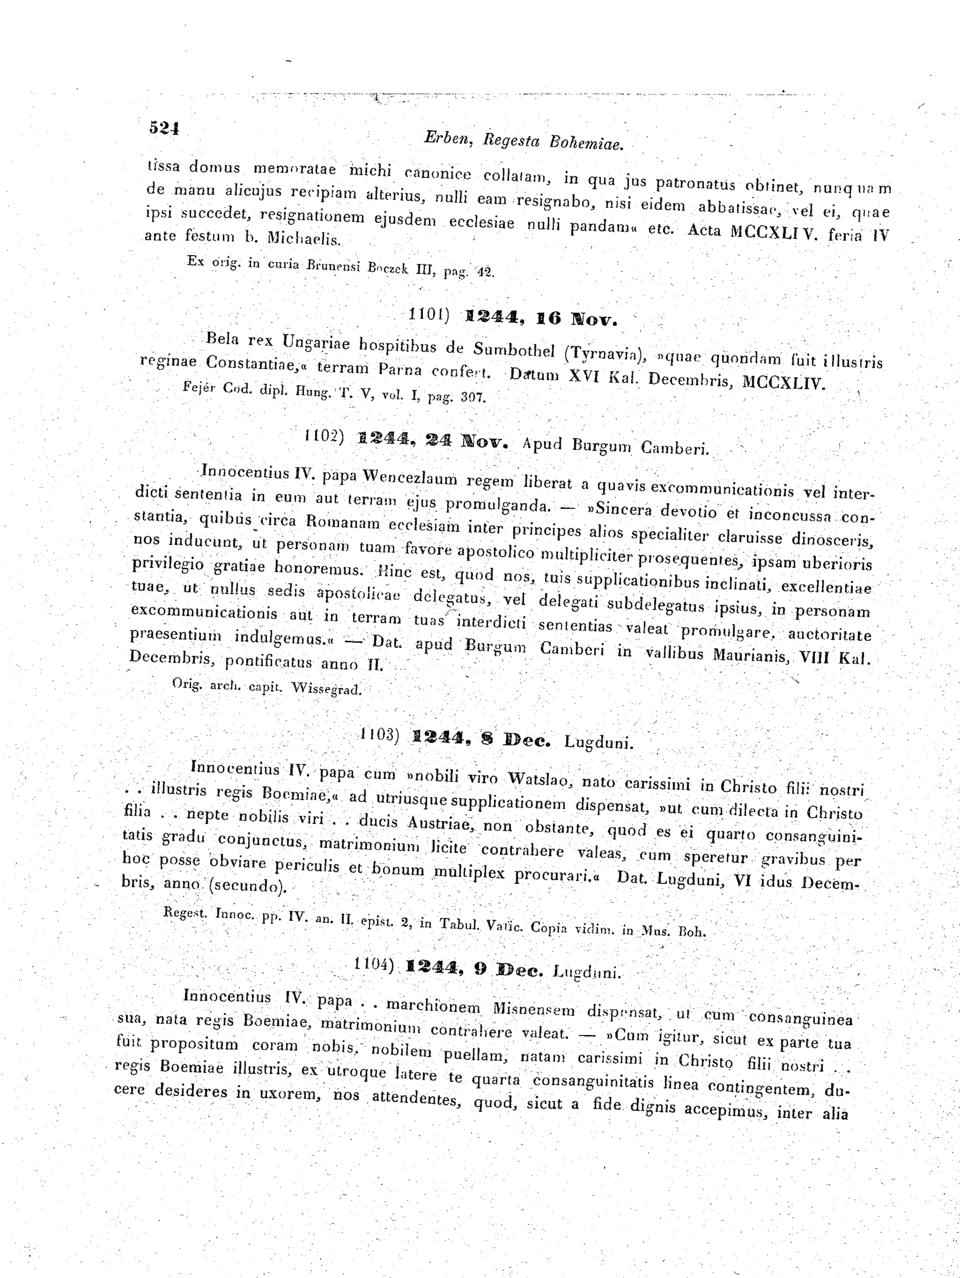 524
Erben, Regesta Bohemiae.
tissa domus memoratae michi canonice collatam, in qua jus patronatus obtinet, nunquam
de manu alicujus recipiam alterius, nulli eam resignabo, nisi eidem abbatissae, vel ei, quae
ipsi succedet, resignationem ejusdem ecclesiae nulli pandam« etc. Acta MCCXLIV. feria IV
ante festum b. Michaelis.
Ex orig. in curia Brunensi Boczek III, pag. 42.
1101) 1244, 16 Nov.
Bela rex Ungariae hospitibus de Sumbothel (Tyrnavia), »quae quondam fuit illustris
reginae Constantiae,« terram Parna confert. Datum XVI Kal. Decembris, MCCXLIV.
Fejér Cod. dipl. Hung. T. V, vol. I, pag. 307.
1102) 1244, 24 Nov. Apud Burgum Camberi.
Innocentius IV. papa Wencezlaum regem liberat a quavis excommunicationis vel inter-
dicti sententia in eum aut terram ejus promulganda. — »Sincera devotio et inconcussa con-
stantia, quibus circa Romanam ecclesiam inter principes alios specialiter claruisse dinosceris,
nos inducunt, ut personam tuam favore apostolico multipliciter prosequentes, ipsam uberioris
privilegio gratiae honoremus. Hinc est, quod nos, tuis supplicationibus inclinati, excellentiae
tuae, ut nullus sedis apostolicae delegatus, vel delegati subdelegatus ipsius, in personam
excommunicationis aut in terram tuas interdicti sententias valeat promulgare, auctoritate
praesentium indulgemus.« — Dat. apud Burgum Camberi in vallibus Maurianis, VIII Kal.
Decembris, pontificatus anno II.
Orig. arch. capit. Wissegrad.
1103) 1244, 8 Dec. Lugduni.
Innocentius IV. papa cum »nobili viro Watslao, nato carissimi in Christo filii nostri
. . illustris regis Boemiae,« ad utriusque supplicationem dispensat, »ut cum dilecta in Christo
filia . . nepte nobilis viri . . ducis Austriae, non obstante, quod es ei quarto consanguini-
tatis gradu conjunctus, matrimonium licite contrahere valeas, cum speretur gravibus per
hoc posse obviare periculis et bonum multiplex procurari.« Dat. Lugduni, VI idus Decem-
bris, anno (secundo).
Regest. Innoc. pp. IV. an. II. epist. 2, in Tabul. Vatic. Copia vidim. in Mus. Boh.
1104) 1244, 9 Dec. Lugduni.
Innocentius IV. papa . . marchionem Misnensem dispensat, ut cum consanguinea
sua, nata regis Boemiae, matrimonium contrahere valeat. — »Cum igitur, sicut ex parte tua
fuit propositum coram nobis, nobilem puellam, natam carissimi in Christo filii nostri . .
regis Boemiae illustris, ex utroque latere te quarta consanguinitatis linea contingentem, du-
cere desideres in uxorem, nos attendentes, quod, sicut a fide dignis accepimus, inter alia